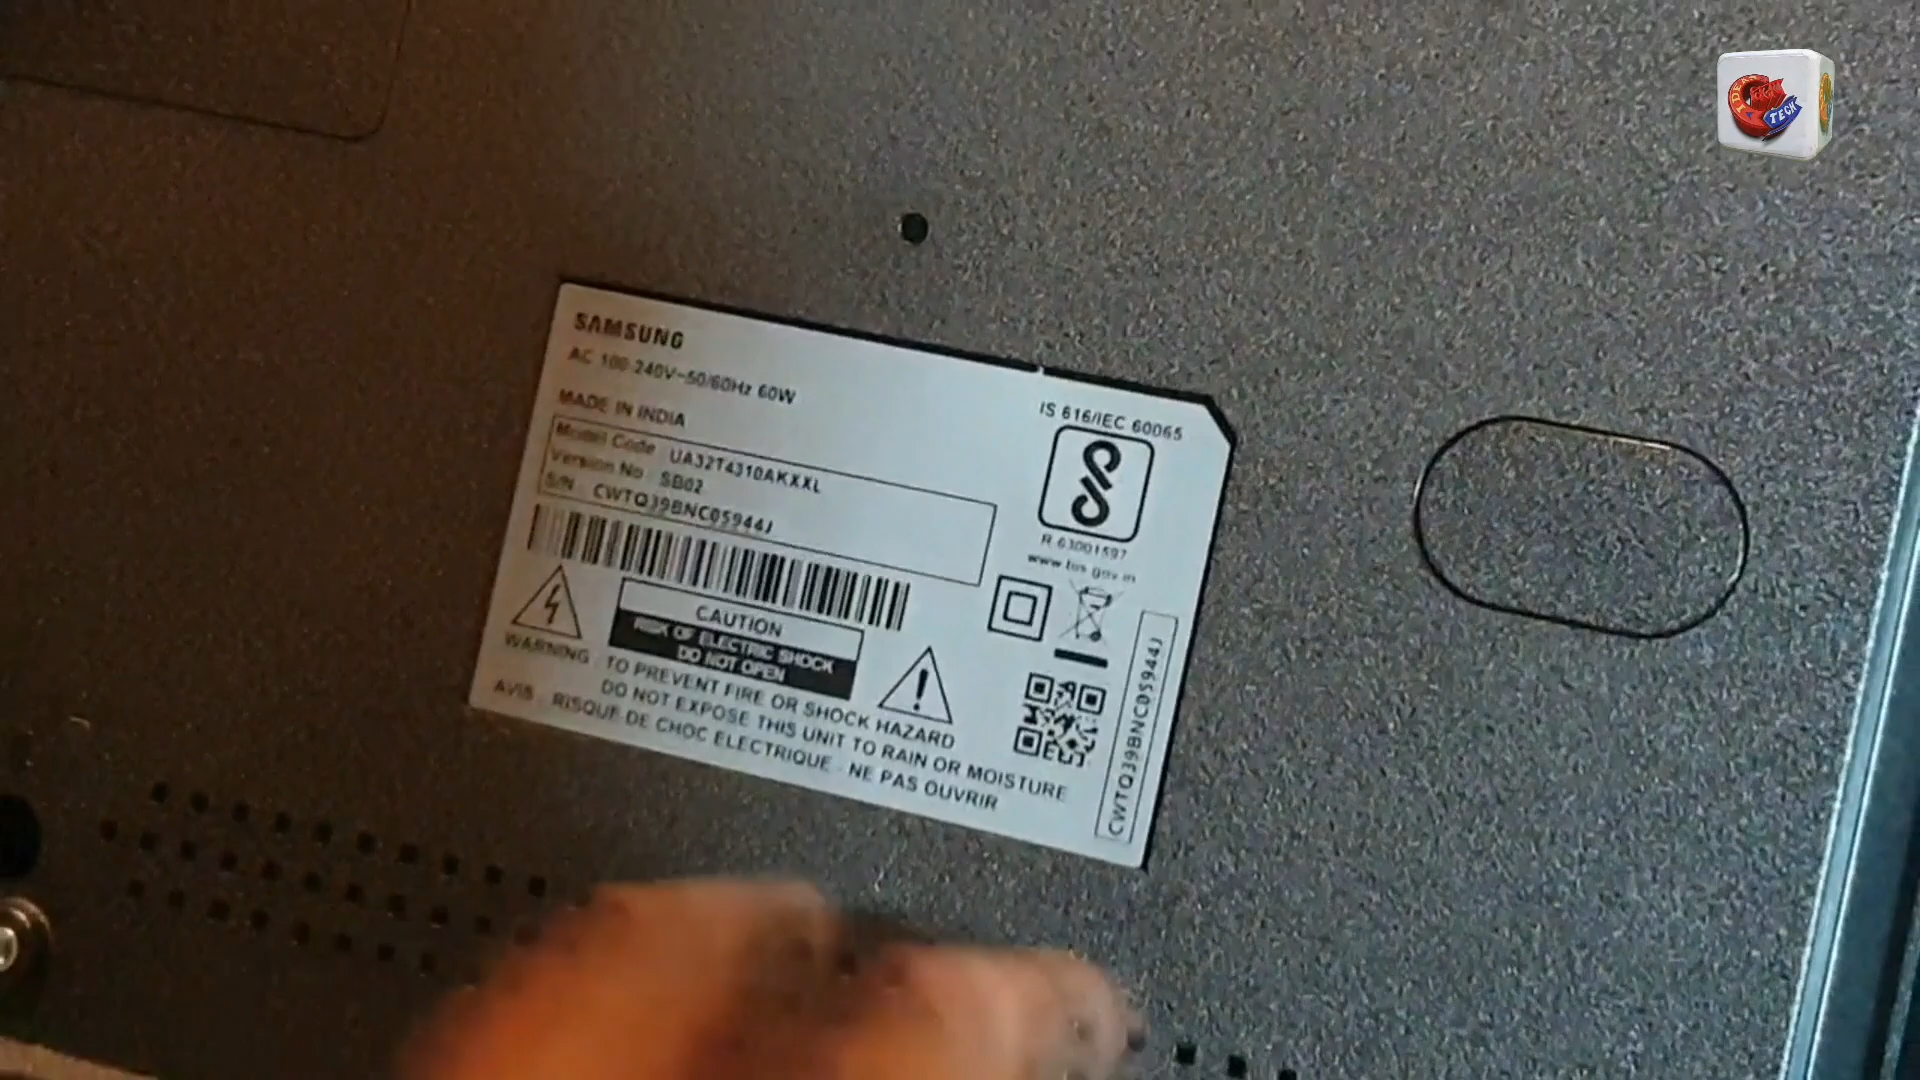 SAMSUNG
AC 100-240V~50/60Hz 60W
MADE IN INDIA
Model Code UA32T4310AKXXL
Version No SB02
S/N CWTQ39BNC05944J
IS 616/IEC 60065
R-63001597
www.bis.gov.in
CAUTION
RISK OF ELECTRIC SHOCK
DO NOT OPEN
WARNING : TO PREVENT FIRE OR SHOCK HAZARD
DO NOT EXPOSE THIS UNIT TO RAIN OR MOISTURE
AVIS : RISQUE DE CHOC ELECTRIQUE - NE PAS OUVRIR
CWTQ39BNC05944J
IDEAS
TECH